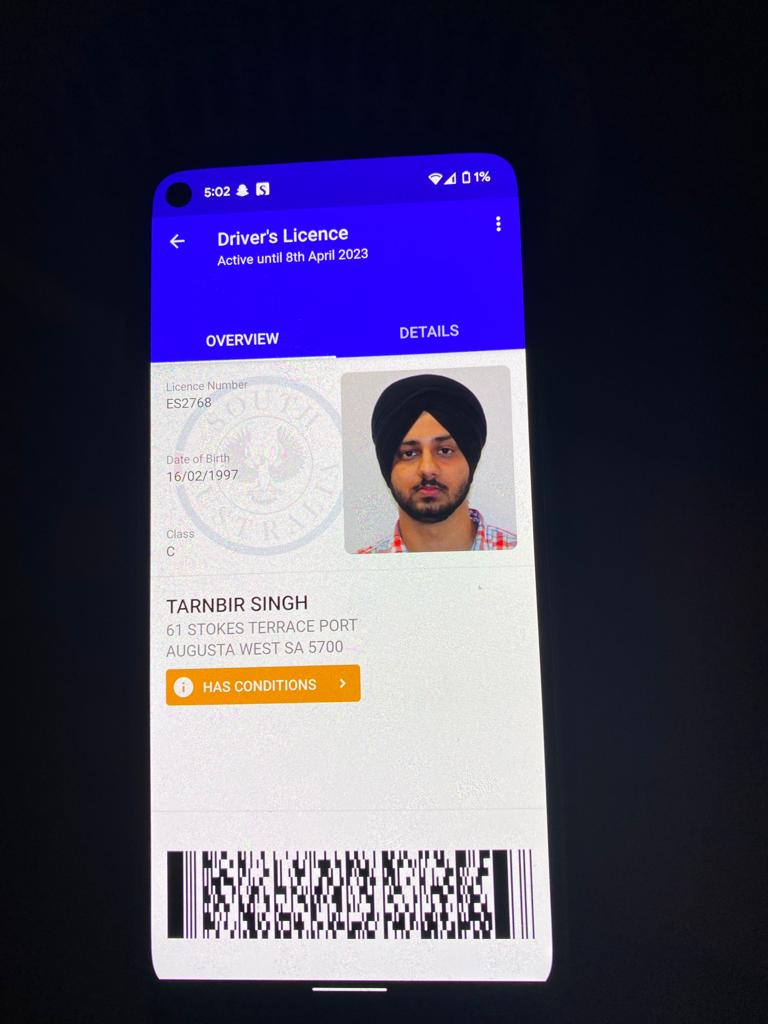 5:02 1%
Driver's Licence
Active until 8th April 2023
OVERVIEW DETAILS
Licence Number
ES2768
SOUTH AUSTRALIA
Date of Birth
16/02/1997
Class
C
TARNBIR SINGH
61 STOKES TERRACE PORT
AUGUSTA WEST SA 5700
HAS CONDITIONS